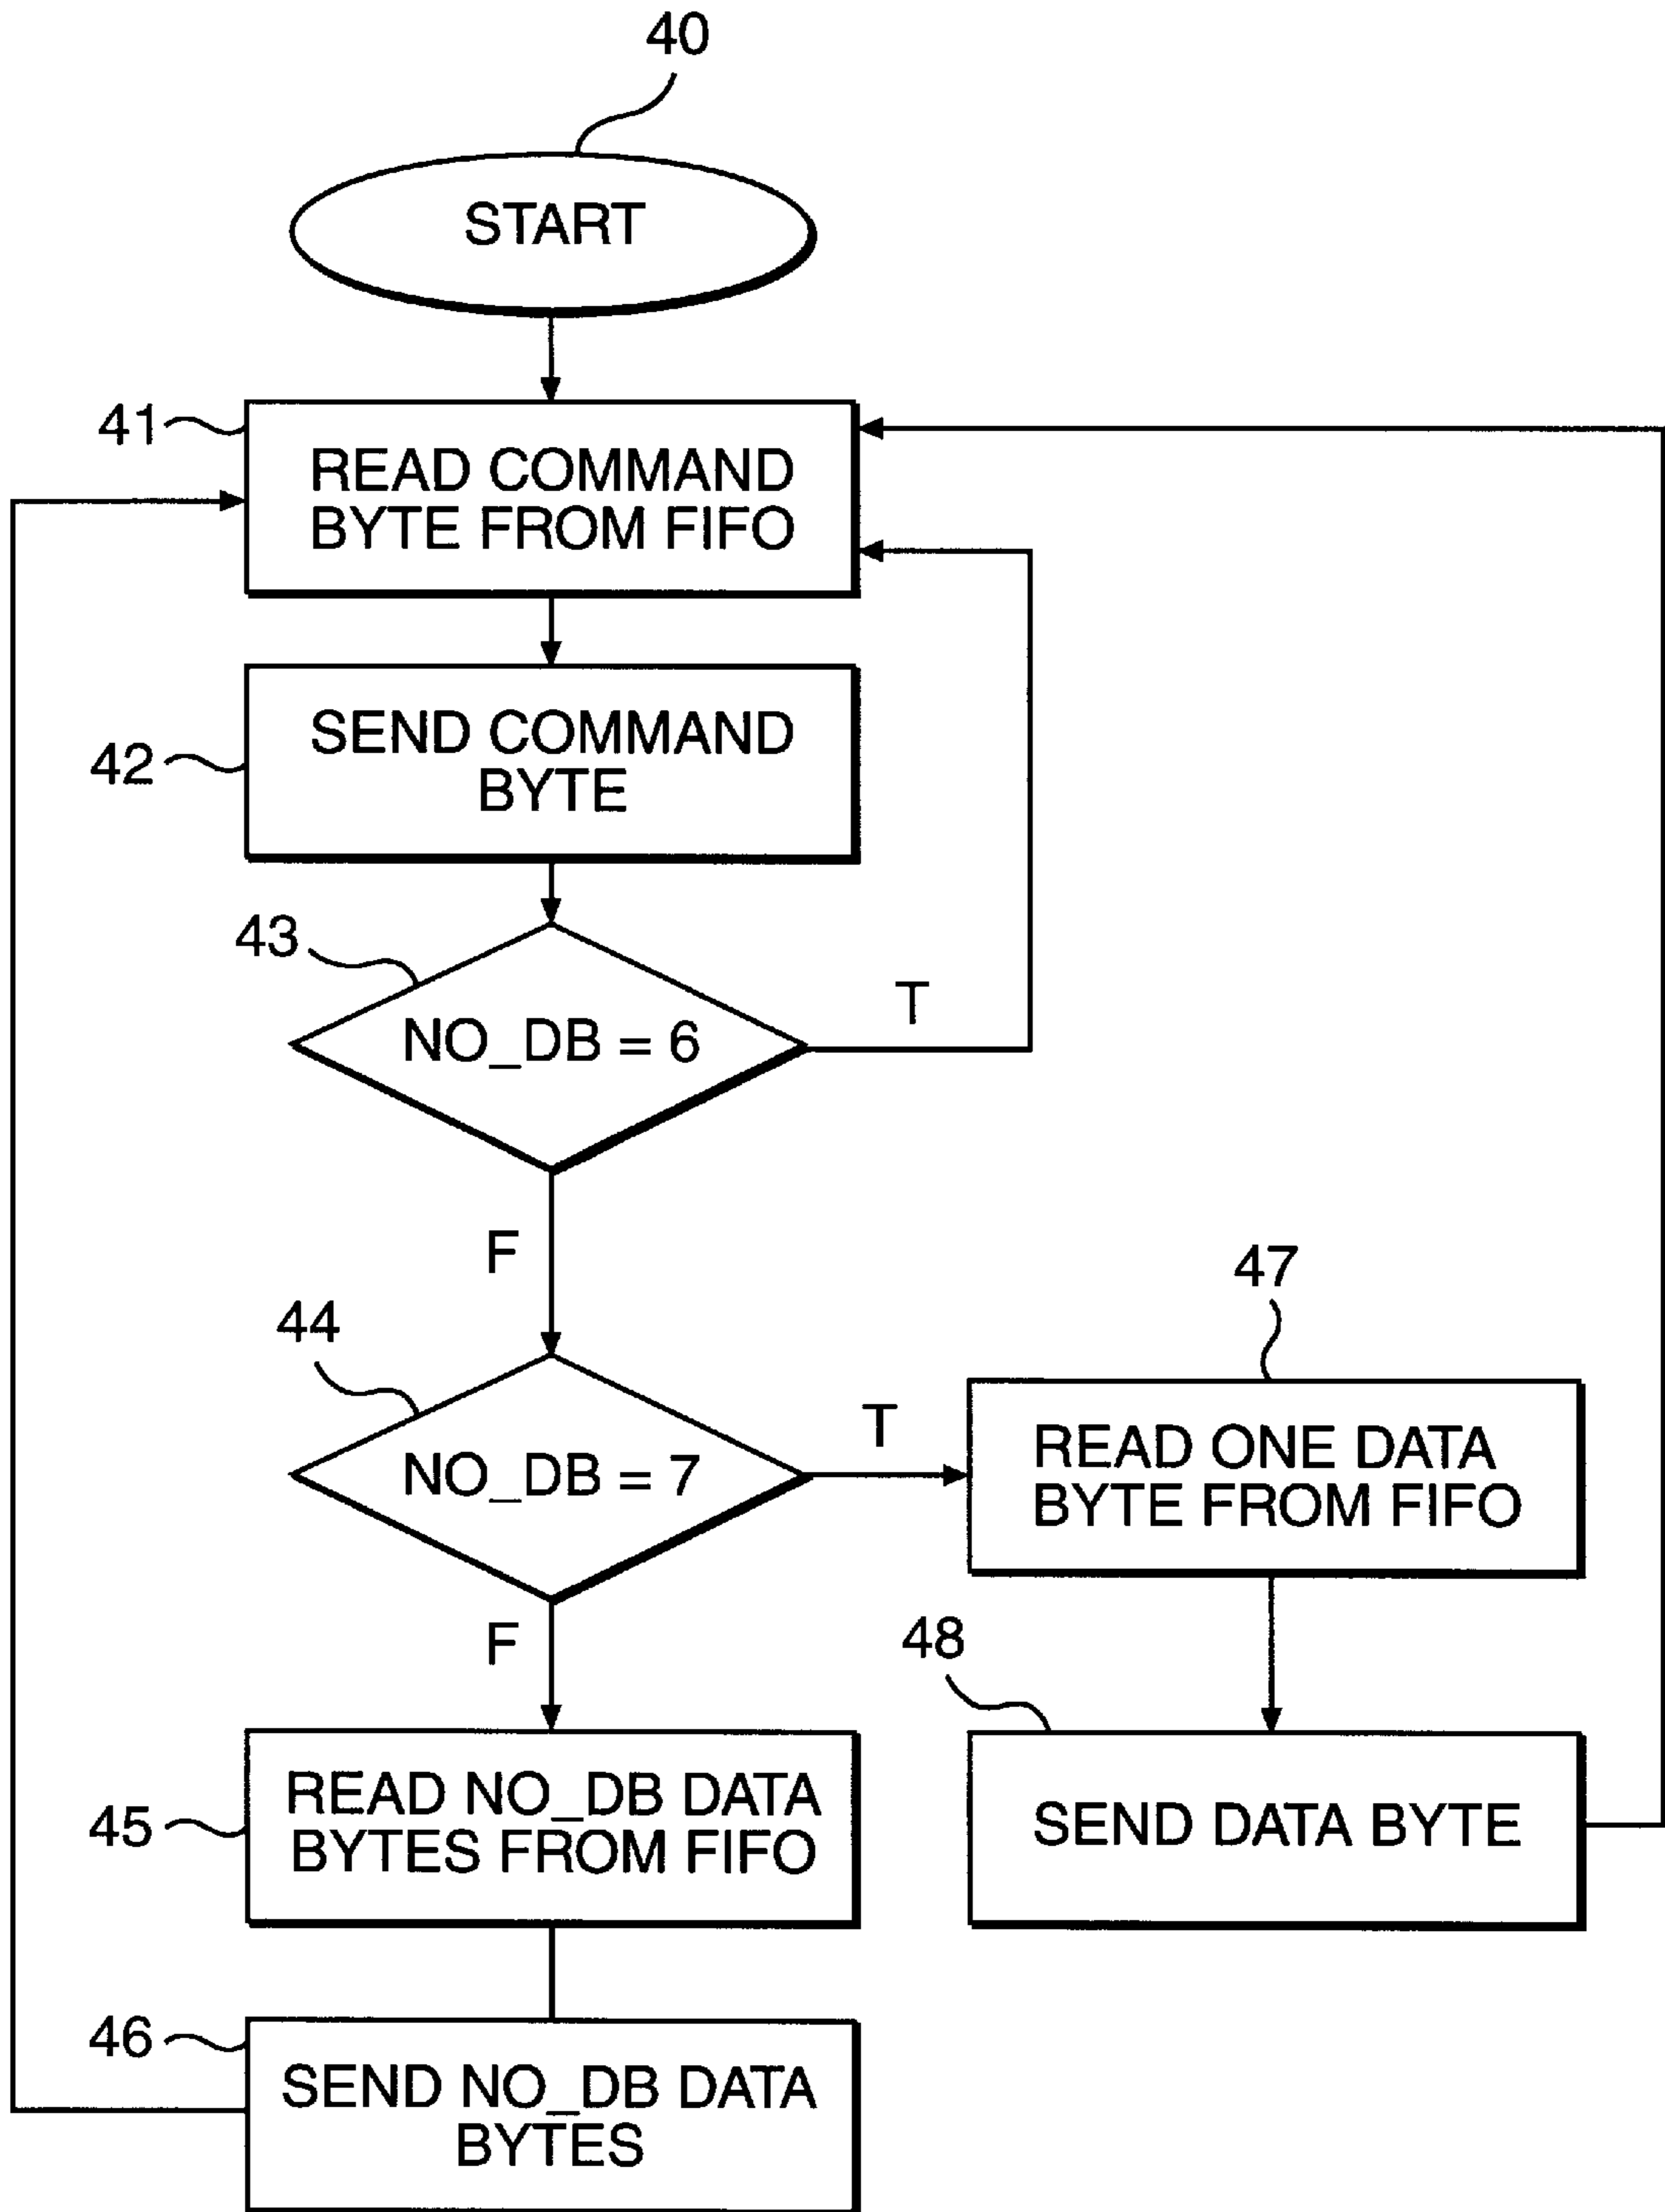 40
START
41
READ COMMAND
BYTE FROM FIFO
42
SEND COMMAND
BYTE
43
NO_DB = 6
T
F
44
NO_DB = 7
T
47
READ ONE DATA
BYTE FROM FIFO
F
48
SEND DATA BYTE
45
READ NO_DB DATA
BYTES FROM FIFO
46
SEND NO_DB DATA
BYTES